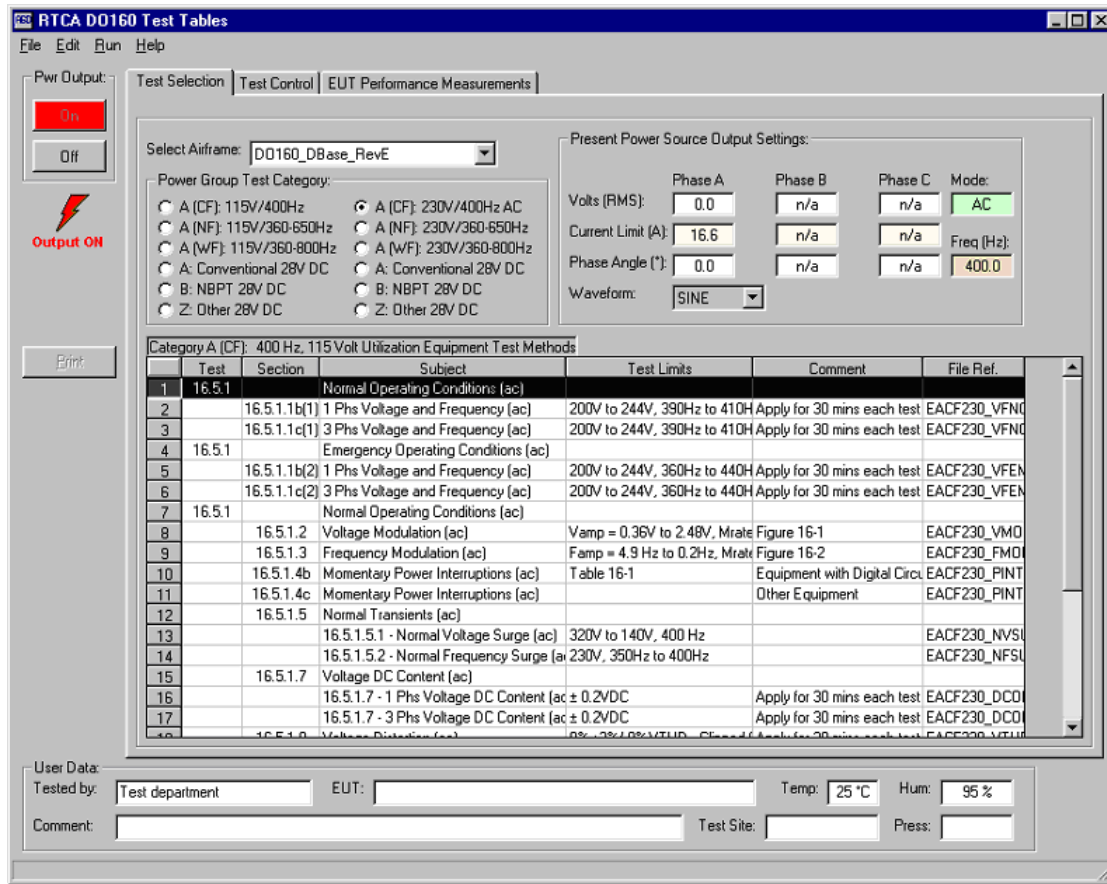 RTCA DO160 Test Tables
File Edit Run Help
Pwr Output:
On
Off
Output ON
Print
Test Selection Test Control EUT Performance Measurements
Select Airframe: DO160_DBase_RevE
Power Group Test Category:
A (CF): 115V/400Hz A (CF): 230V/400Hz AC
A (NF): 115V/360-650Hz A (NF): 230V/360-650Hz
A (WF): 115V/360-800Hz A (WF): 230V/360-800Hz
A: Conventional 28V DC A: Conventional 28V DC
B: NBPT 28V DC B: NBPT 28V DC
Z: Other 28V DC Z: Other 28V DC
Present Power Source Output Settings:
Phase A Phase B Phase C Mode:
Volts (RMS): 0.0 n/a n/a AC
Current Limit (A): 16.6 n/a n/a Freq (Hz):
Phase Angle (°): 0.0 n/a n/a 400.0
Waveform: SINE
Category A (CF): 400 Hz, 115 Volt Utilization Equipment Test Methods
Test Section Subject Test Limits Comment File Ref.
1 16.5.1 Normal Operating Conditions (ac)
2 16.5.1.1b(1) 1 Phs Voltage and Frequency (ac) 200V to 244V, 390Hz to 410H Apply for 30 mins each test EACF230_VFNO
3 16.5.1.1c(1) 3 Phs Voltage and Frequency (ac) 200V to 244V, 390Hz to 410H Apply for 30 mins each test EACF230_VFNO
4 16.5.1 Emergency Operating Conditions (ac)
5 16.5.1.1b(2) 1 Phs Voltage and Frequency (ac) 200V to 244V, 360Hz to 440H Apply for 30 mins each test EACF230_VFEM
6 16.5.1.1c(2) 3 Phs Voltage and Frequency (ac) 200V to 244V, 360Hz to 440H Apply for 30 mins each test EACF230_VFEM
7 16.5.1 Normal Operating Conditions (ac)
8 16.5.1.2 Voltage Modulation (ac) Vamp = 0.36V to 2.48V, Mrate Figure 16-1 EACF230_VMO
9 16.5.1.3 Frequency Modulation (ac) Famp = 4.9 Hz to 0.2Hz, Mrate Figure 16-2 EACF230_FMO
10 16.5.1.4b Momentary Power Interruptions (ac) Table 16-1 Equipment with Digital Circu EACF230_PINT
11 16.5.1.4c Momentary Power Interruptions (ac) Other Equipment EACF230_PINT
12 16.5.1.5 Normal Transients (ac)
13 16.5.1.5.1 - Normal Voltage Surge (ac) 320V to 140V, 400 Hz EACF230_NVSU
14 16.5.1.5.2 - Normal Frequency Surge (a 230V, 350Hz to 400Hz EACF230_NFSU
15 16.5.1.7 Voltage DC Content (ac)
16 16.5.1.7 - 1 Phs Voltage DC Content (ac ± 0.2VDC Apply for 30 mins each test EACF230_DCO
17 16.5.1.7 - 3 Phs Voltage DC Content (ac ± 0.2VDC Apply for 30 mins each test EACF230_DCO
User Data:
Tested by: Test department EUT: Temp: 25 °C Hum: 95 %
Comment: Test Site: Press: